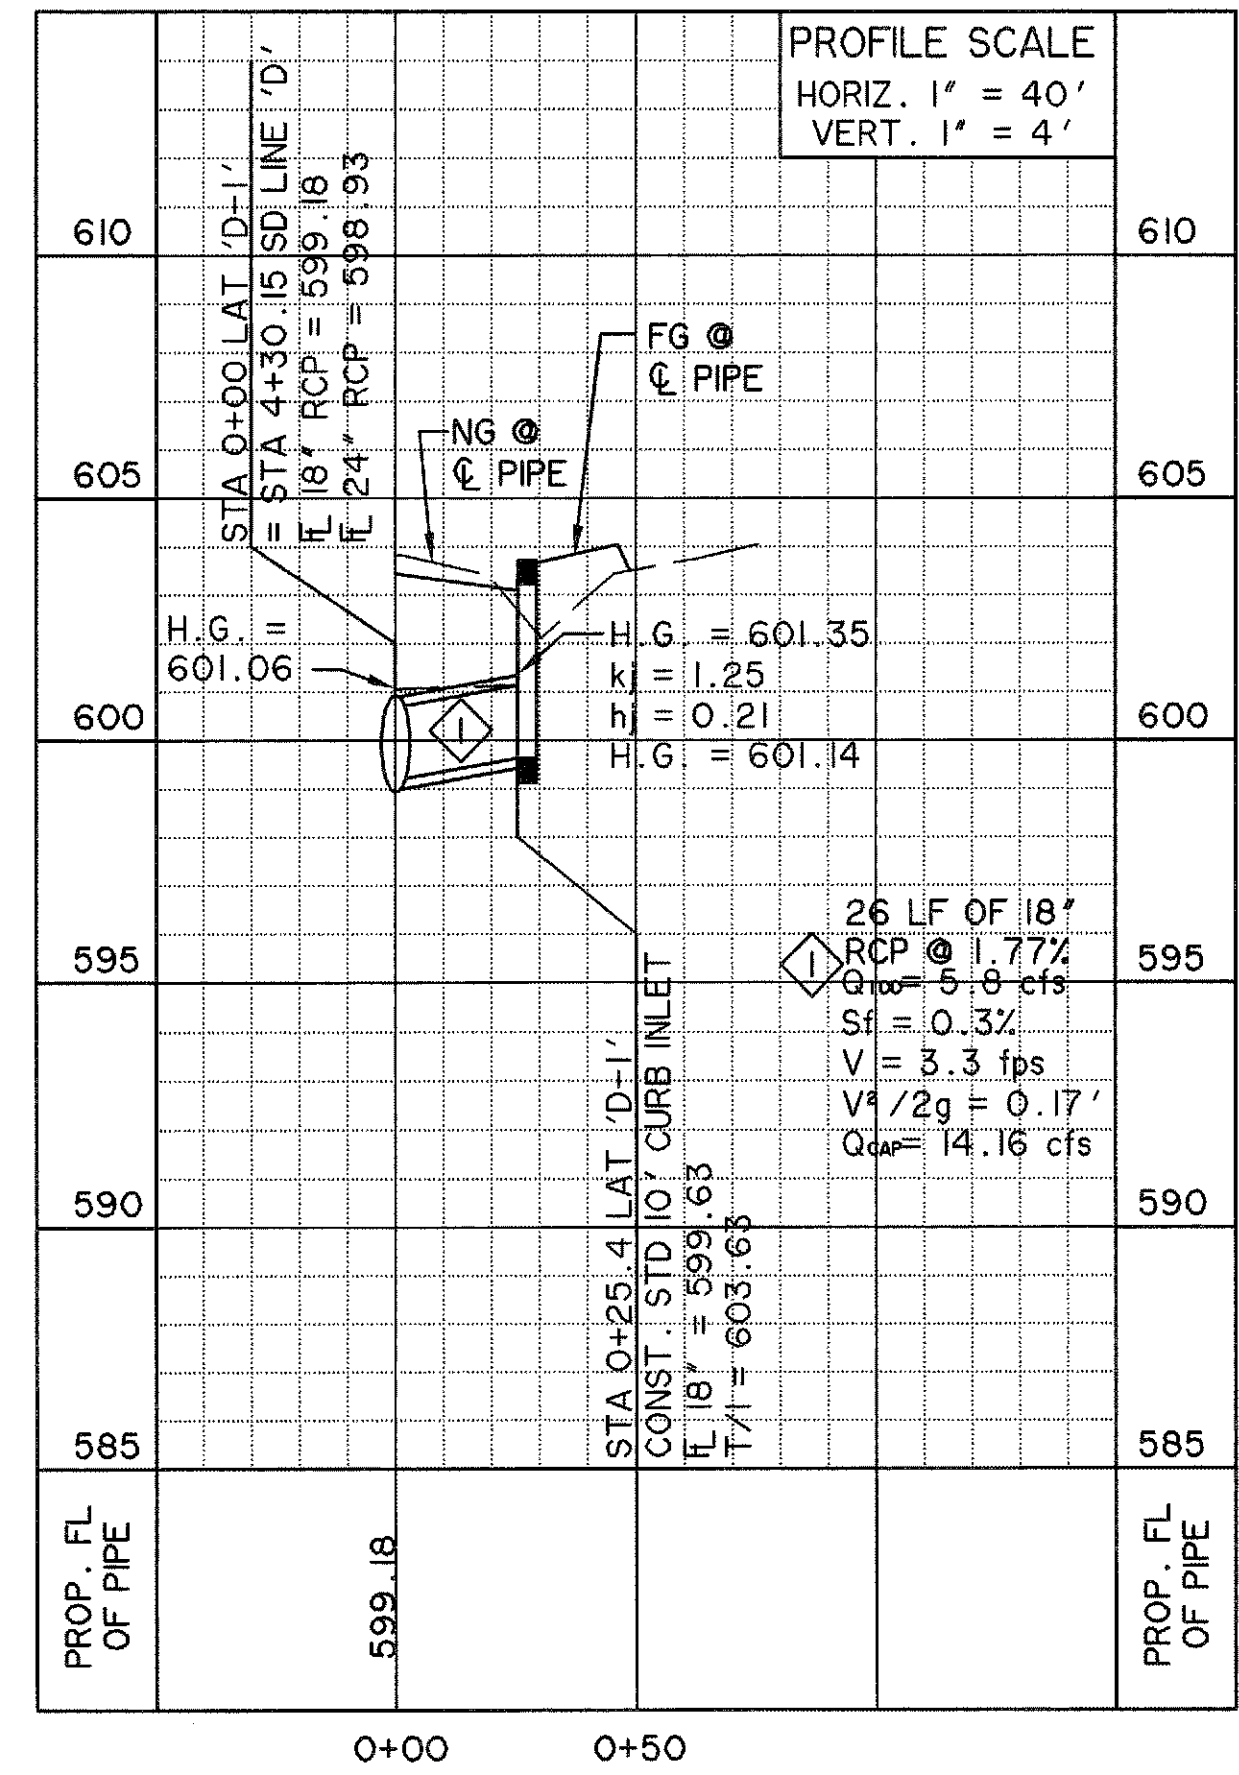 PROFILE SCALE
HORIZ. 1" = 40'
VERT. 1" = 4'
STA 0+00 LAT 'D-1'
= STA 4+30.15 SD LINE 'D'
FL 18" RCP = 599.18
FL 24" RCP = 598.93
610
610
FG @
℄ PIPE
NG @
℄ PIPE
605
605
H.G. =
601.06
H.G. = 601.35
kj = 1.25
hj = 0.21
H.G. = 601.14
1
600
600
26 LF OF 18"
RCP @ 1.77%
Q100= 5.8 cfs
Sf = 0.3%
V = 3.3 fps
V²/2g = 0.17'
QCAP= 14.16 cfs
1
595
595
STA 0+25.4 LAT 'D-1'
CONST. STD 10' CURB INLET
FL 18" = 599.63
T/I = 603.63
590
590
585
585
PROP. FL
OF PIPE
599.18
PROP. FL
OF PIPE
0+00
0+50